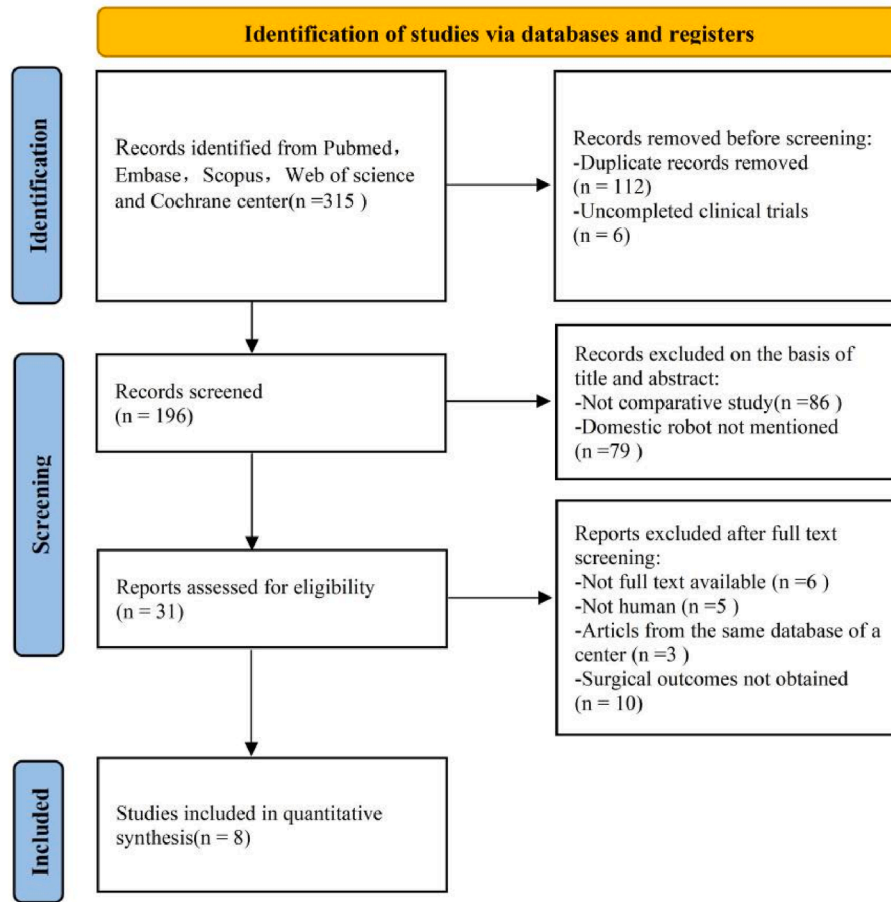 Identification of studies via databases and registers
Identification
Records identified from Pubmed，
Embase，Scopus，Web of science
and Cochrane center(n =315 )
Records removed before screening:
-Duplicate records removed
(n = 112)
-Uncompleted clinical trials
(n = 6)
Screening
Records screened
(n = 196)
Records excluded on the basis of
title and abstract:
-Not comparative study(n =86 )
-Domestic robot not mentioned
(n =79 )
Reports assessed for eligibility
(n = 31)
Reports excluded after full text
screening:
-Not full text available (n =6 )
-Not human (n =5 )
-Articls from the same database of a
center (n =3 )
-Surgical outcomes not obtained
(n = 10)
Included
Studies included in quantitative
synthesis(n = 8)